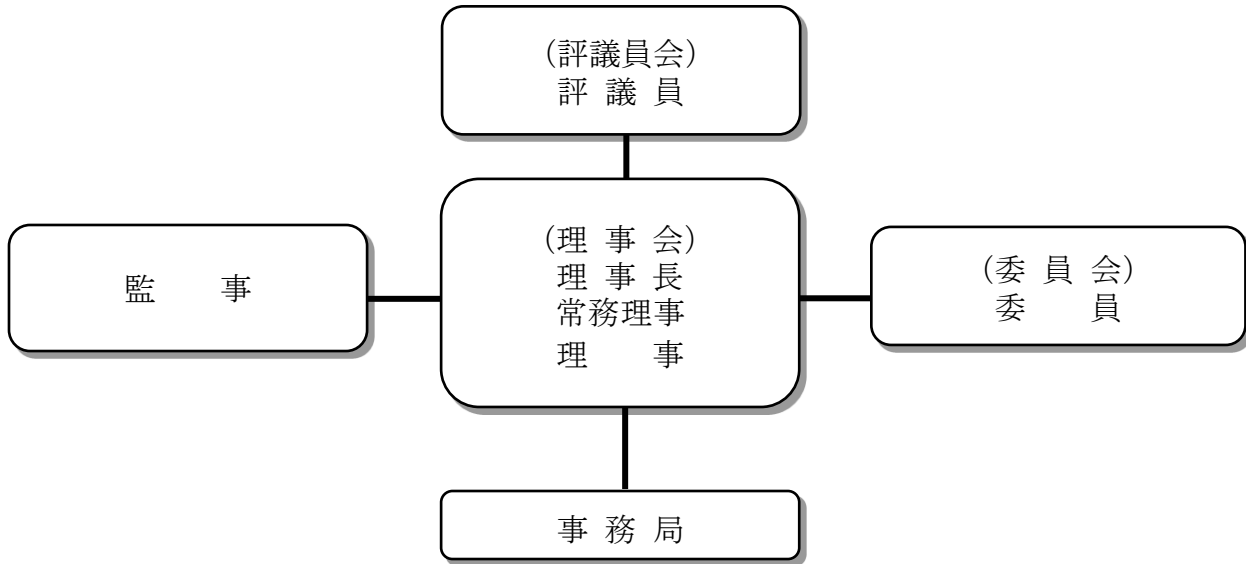 (評議員会)
評 議 員
監 事
(理 事 会)
理 事 長
常務理事
理 事
(委 員 会)
委 員
事 務 局